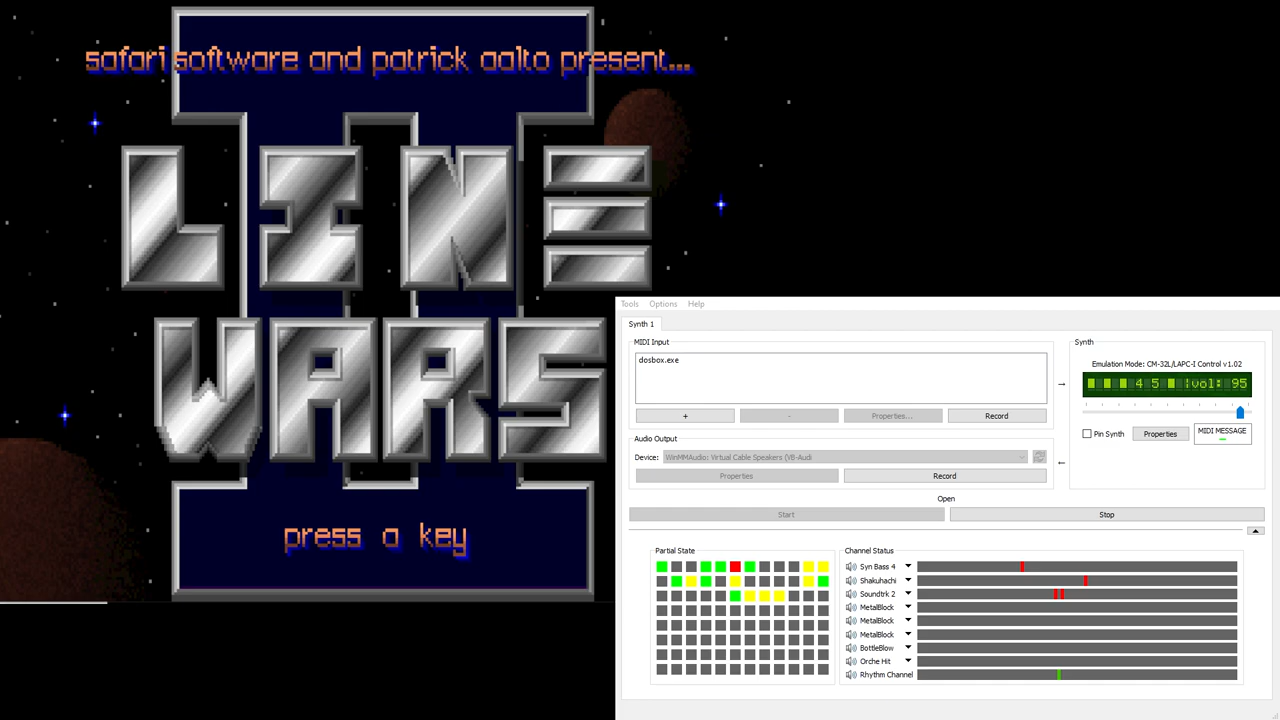 safari software and patrick aalto present...
LINE
WARS
press a key
Tools Options Help
Synth 1
MIDI Input
dosbox.exe
+ - Properties... Record
Audio Output
Device: WinMMAudio: Virtual Cable Speakers (VB-Audi
Properties Record
Synth
Emulation Mode: CM-32L/LAPC-I Control v1.02
4 5 |vol: 95
Pin Synth Properties MIDI MESSAGE
Open
Start Stop
Partial State
Channel Status
Syn Bass 4
Shakuhachi
Soundtrk 2
MetalBlock
MetalBlock
MetalBlock
BottleBlow
Orche Hit
Rhythm Channel